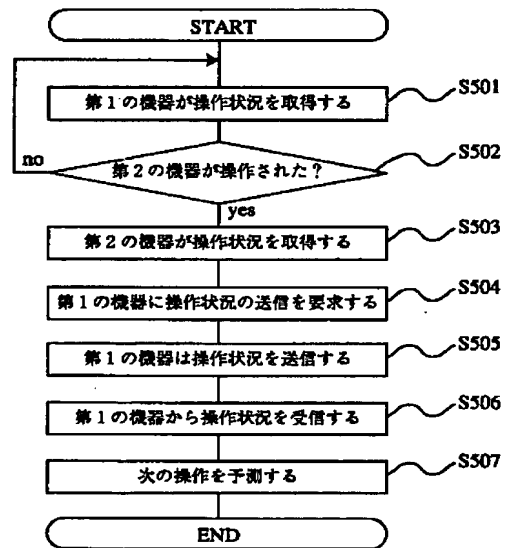 START
第1の機器が操作状況を取得する
S501
no
第2の機器が操作された?
S502
yes
第2の機器が操作状況を取得する
S503
第1の機器に操作状況の送信を要求する
S504
第1の機器は操作状況を送信する
S505
第1の機器から操作状況を受信する
S506
次の操作を予測する
S507
END